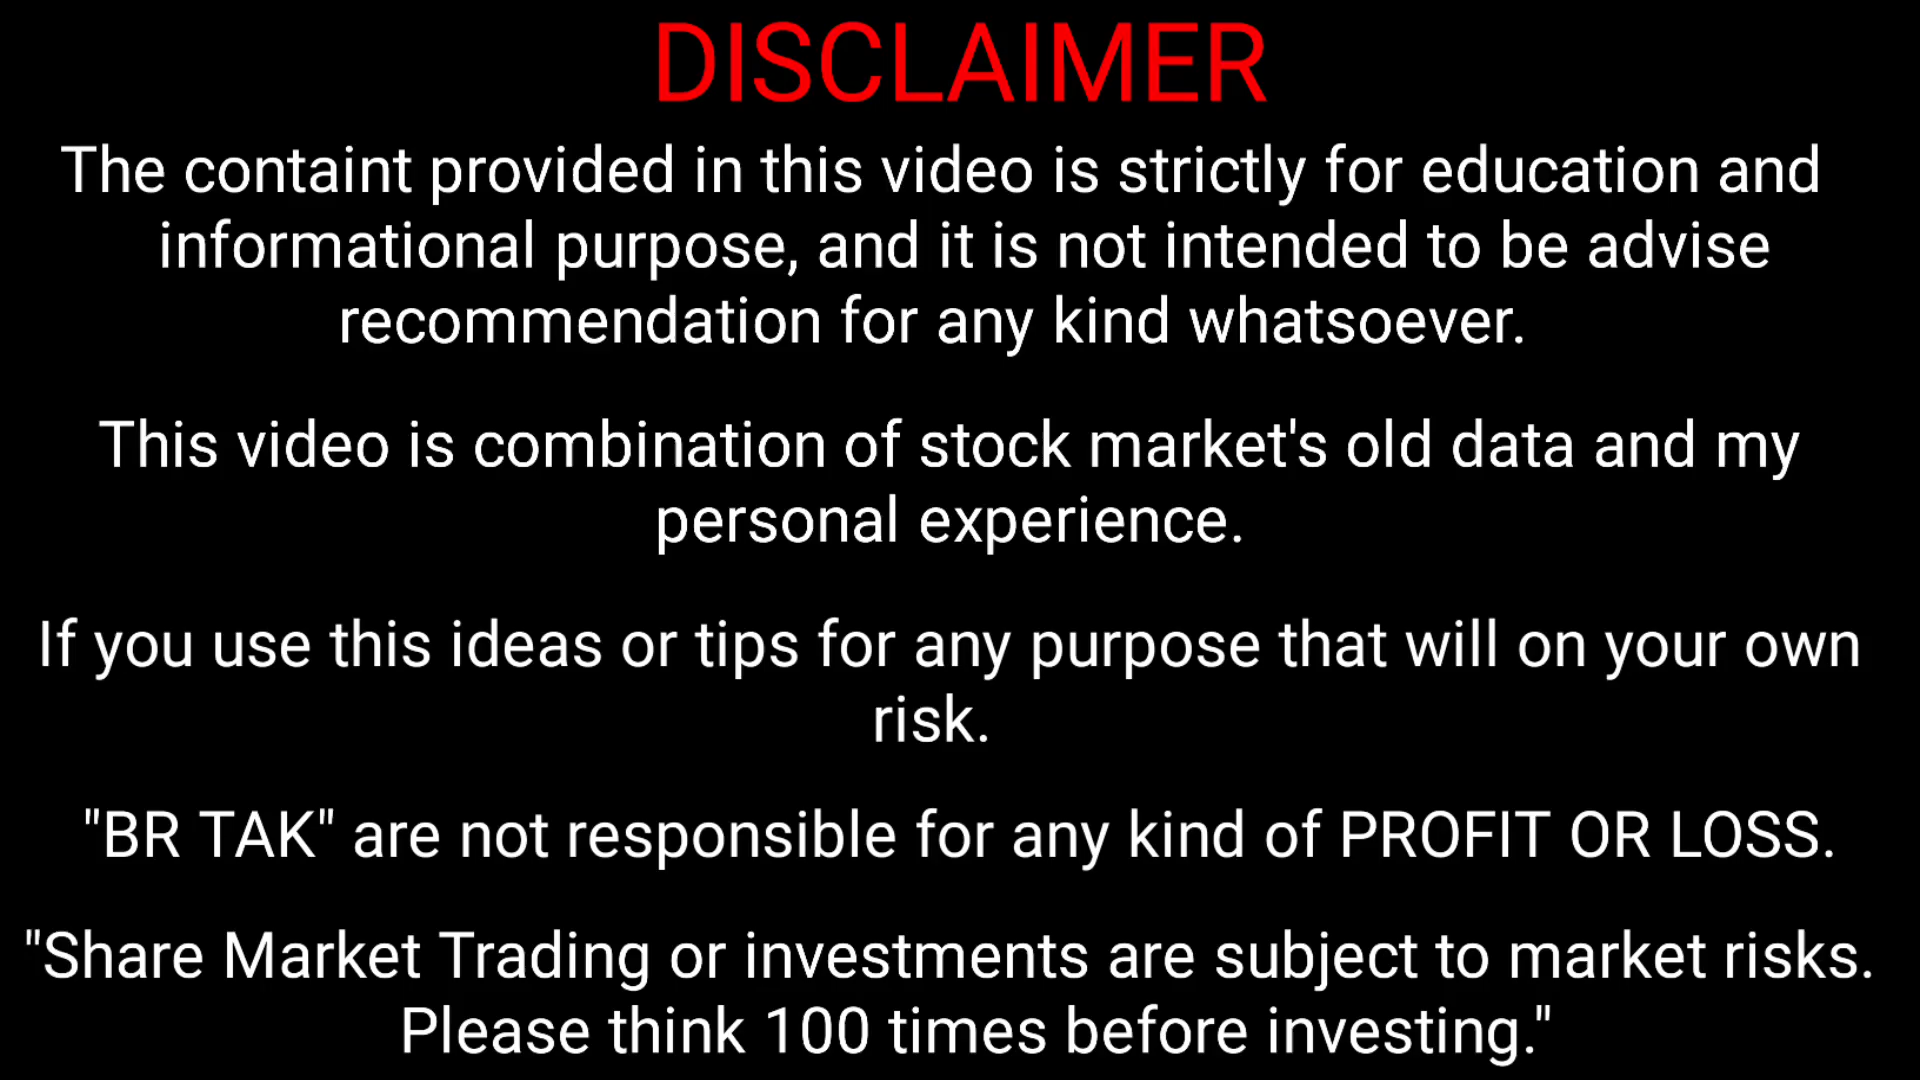 DISCLAIMER
The containt provided in this video is strictly for education and
informational purpose, and it is not intended to be advise
recommendation for any kind whatsoever.
This video is combination of stock market's old data and my
personal experience.
If you use this ideas or tips for any purpose that will on your own
risk.
"BR TAK" are not responsible for any kind of PROFIT OR LOSS.
"Share Market Trading or investments are subject to market risks.
Please think 100 times before investing."